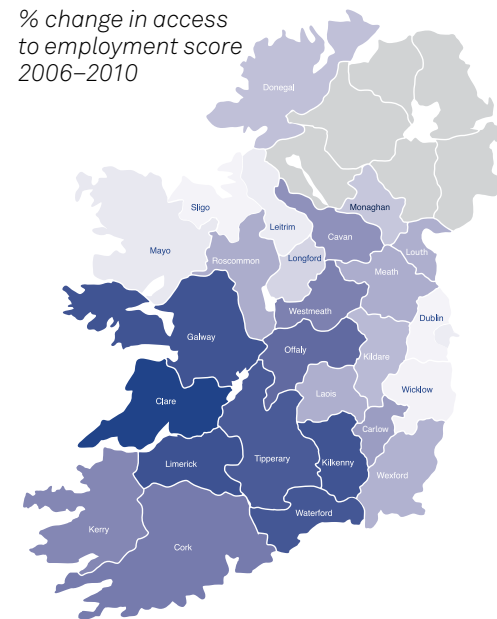 % change in access
to employment score
2006–2010
Donegal
Monaghan
Sligo
Leitrim
Cavan
Mayo
Roscommon
Longford
Louth
Meath
Westmeath
Dublin
Galway
Offaly
Kildare
Wicklow
Laois
Clare
Carlow
Limerick
Tipperary
Kilkenny
Wexford
Waterford
Kerry
Cork